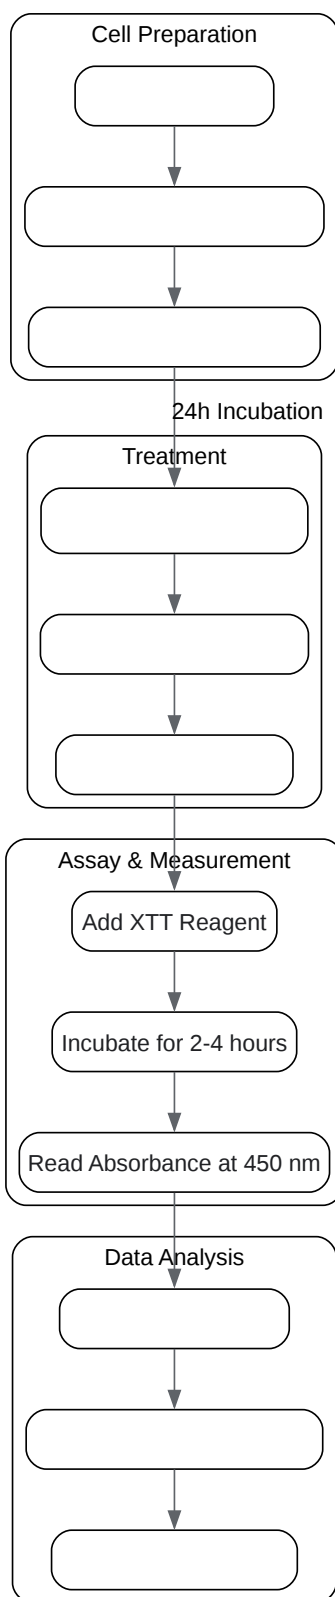 Cell Preparation
24h Incubation
Treatment
Assay & Measurement
Add XTT Reagent
Incubate for 2-4 hours
Read Absorbance at 450 nm
Data Analysis